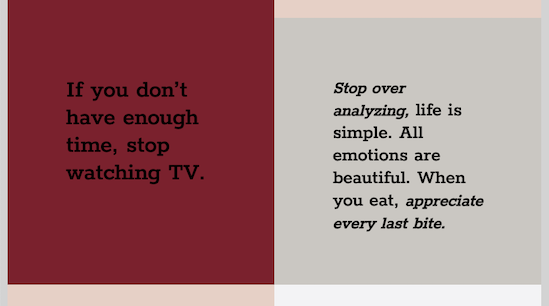 If you don’t
have enough
time, stop
watching TV.
Stop over
analyzing, life is
simple. All
emotions are
beautiful. When
you eat, appreciate
every last bite.